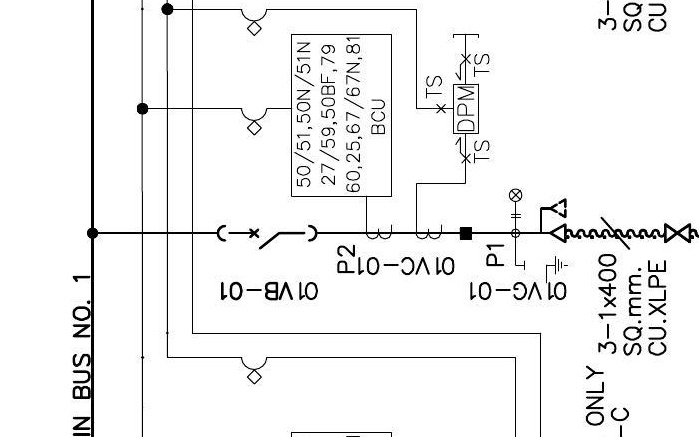 3-
SQ
CU
50/51,50N/51N
27/59,50BF,79
60,25,67/67N,81
BCU
TS
TS
DPM
TS
P2
P1
01VB-01
01VC-01
01VG-01
IN BUS NO. 1
3-1x400
SQ.mm.
CU.XLPE
ONLY
-C